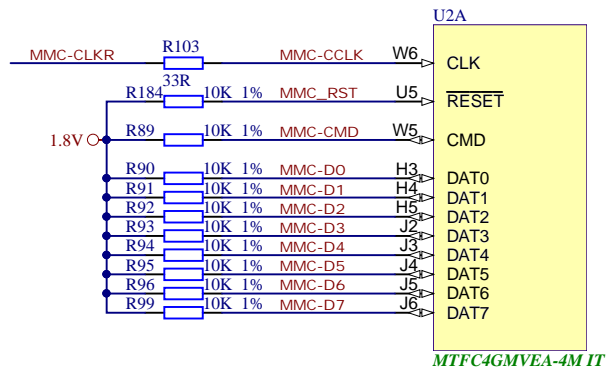 U2A
MMC-CLKR R103 MMC-CCLK W6 CLK
33R
R184 10K 1% MMC_RST U5 RESET
1.8V R89 10K 1% MMC-CMD W5 CMD
R90 10K 1% MMC-D0 H3 DAT0
R91 10K 1% MMC-D1 H4 DAT1
R92 10K 1% MMC-D2 H5 DAT2
R93 10K 1% MMC-D3 J2 DAT3
R94 10K 1% MMC-D4 J3 DAT4
R95 10K 1% MMC-D5 J4 DAT5
R96 10K 1% MMC-D6 J5 DAT6
R99 10K 1% MMC-D7 J6 DAT7
MTFC4GMVEA-4M IT